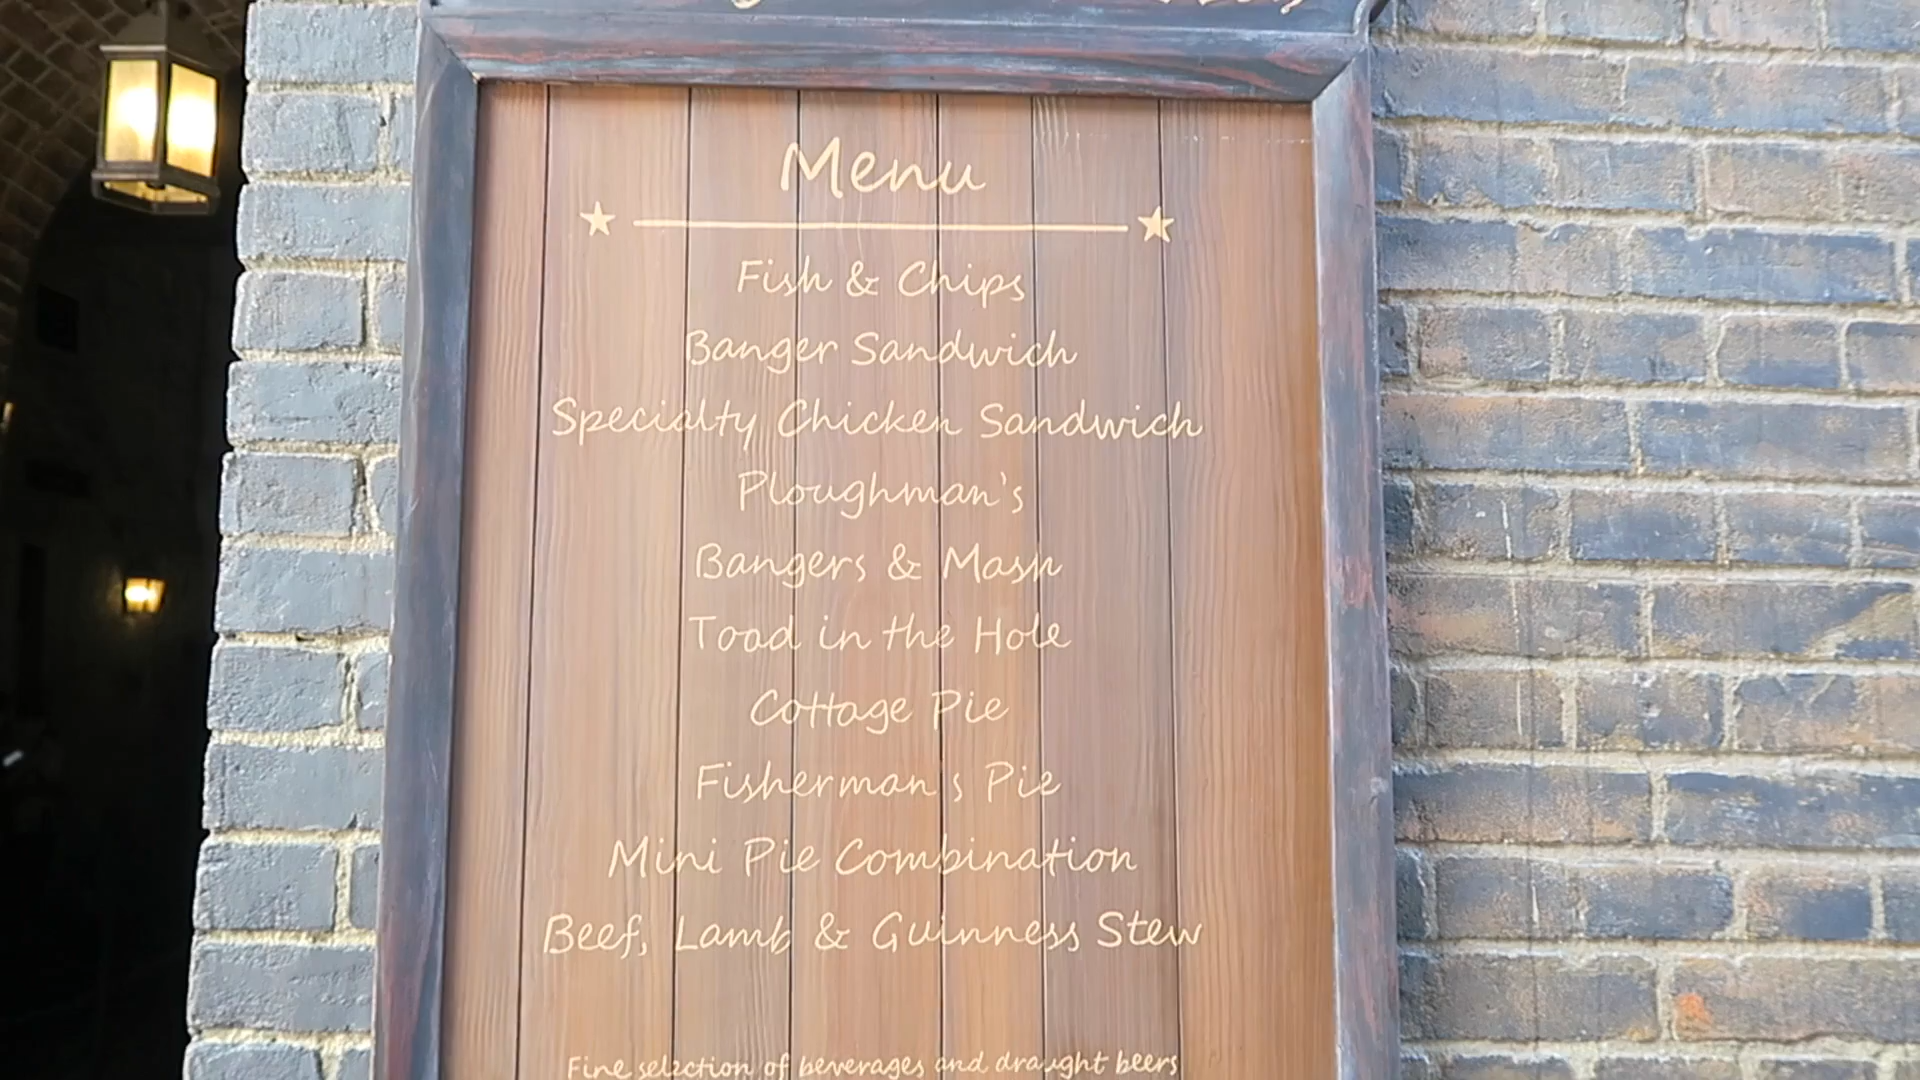 Menu
Fish & Chips
Banger Sandwich
Specialty Chicken Sandwich
Ploughman's
Bangers & Mash
Toad in the Hole
Cottage Pie
Fisherman's Pie
Mini Pie Combination
Beef, Lamb & Guinness Stew
Fine selection of beverages and draught beers